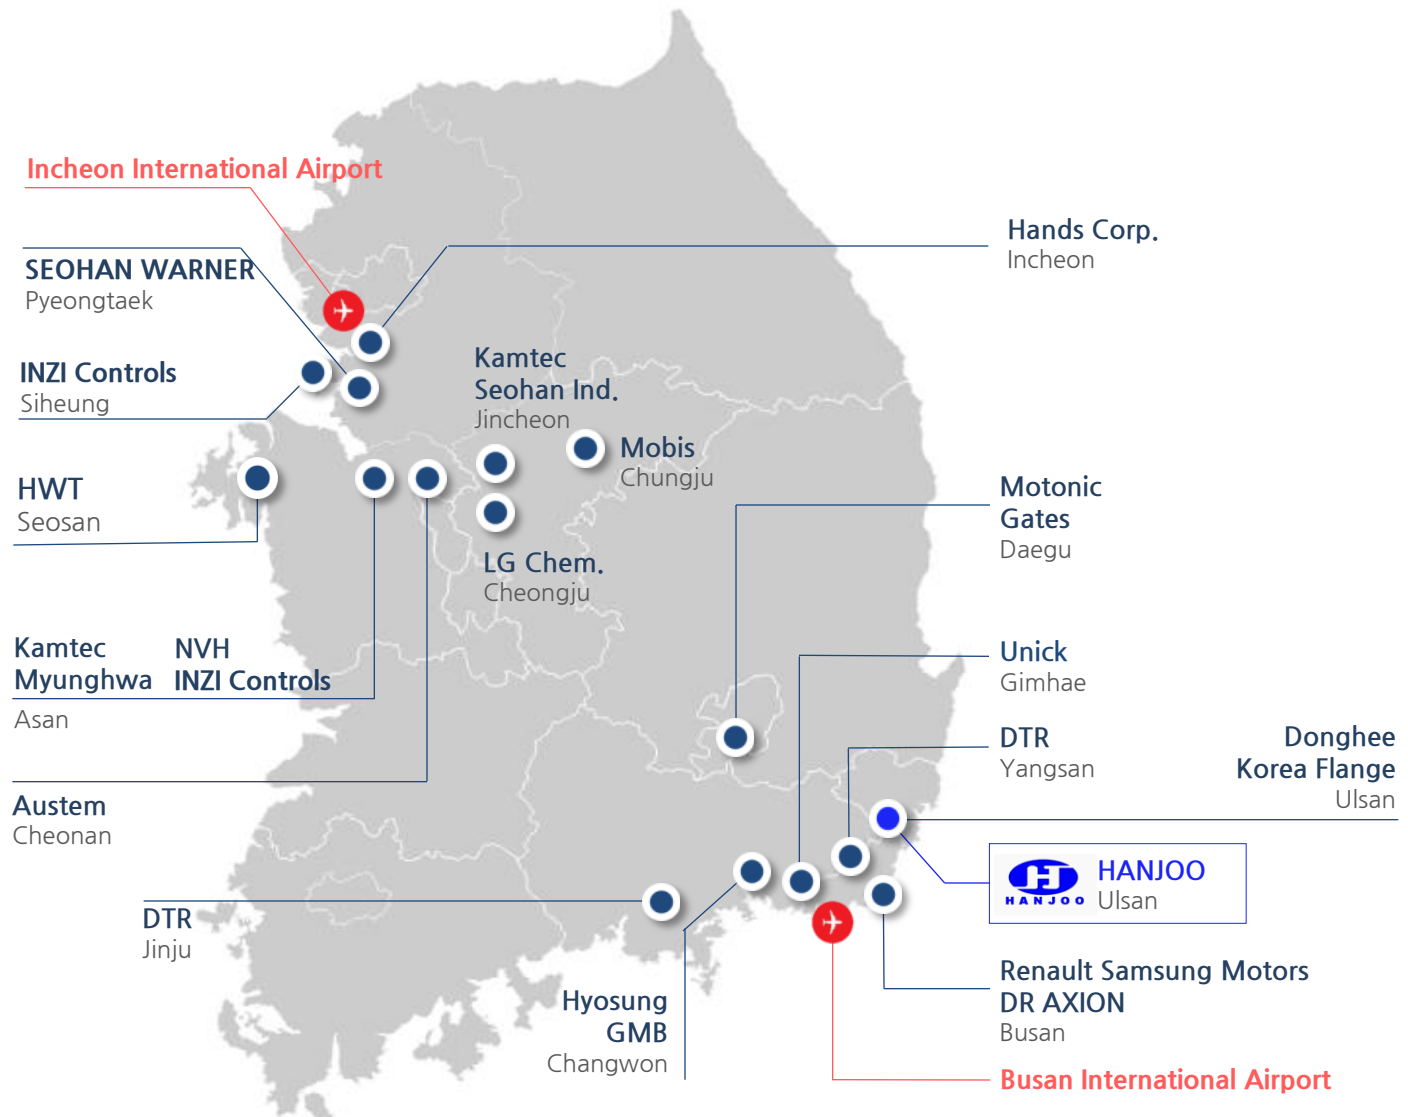 Incheon International Airport
SEOHAN WARNER
Pyeongtaek
INZI Controls
Siheung
HWT
Seosan
Kamtec NVH
Myunghwa INZI Controls
Asan
Austem
Cheonan
DTR
Jinju
Kamtec
Seohan Ind.
Jincheon
Mobis
Chungju
LG Chem.
Cheongju
Hyosung
GMB
Changwon
Hands Corp.
Incheon
Motonic
Gates
Daegu
Unick
Gimhae
DTR
Yangsan
Donghee
Korea Flange
Ulsan
HANJOO
HANJOO
Ulsan
Renault Samsung Motors
DR AXION
Busan
Busan International Airport